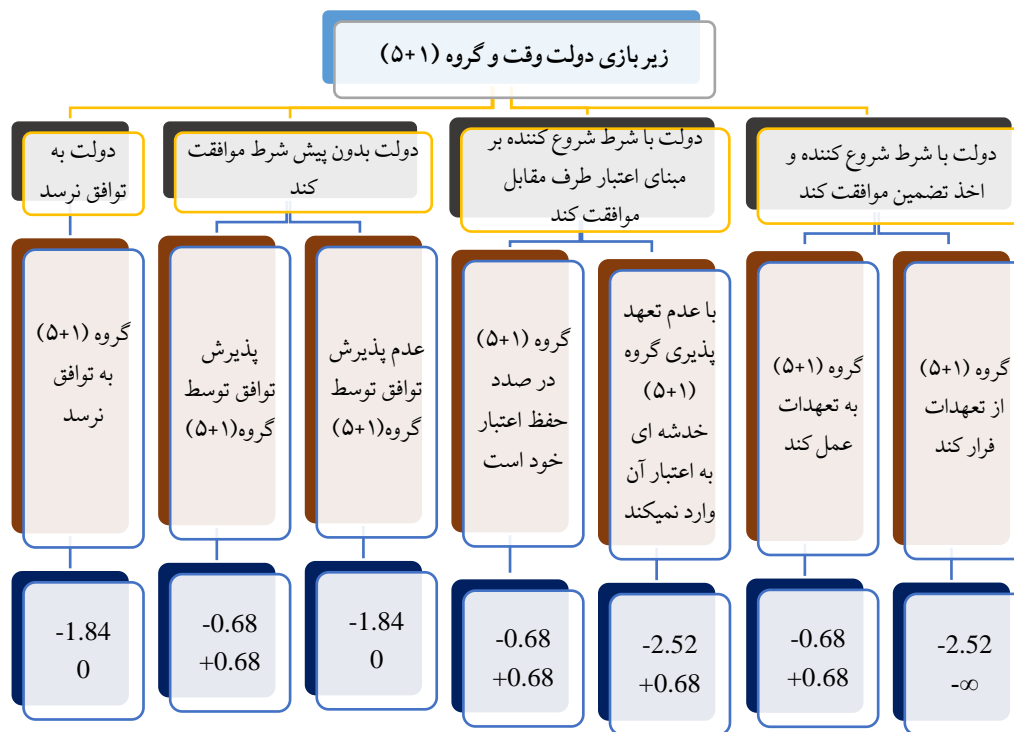 زیر بازی دولت وقت و گروه (۵+۱)
دولت با شرط شروع کننده و
اخذ تضمین موافقت کند
دولت با شرط شروع کننده بر
مبنای اعتبار طرف مقابل
موافقت کند
دولت بدون پیش شرط موافقت
کند
دولت به
توافق نرسد
گروه (۵+۱)
از تعهدات
فرار کند
گروه (۵+۱)
به تعهدات
عمل کند
با عدم تعهد
پذیری گروه
(۵+۱)
خدشه ای
به اعتبار آن
وارد نمیکند
گروه (۵+۱)
در صدد
حفظ اعتبار
خود است
عدم پذیرش
توافق توسط
گروه(۵+۱)
پذیرش
توافق توسط
گروه(۵+۱)
گروه (۵+۱)
به توافق
نرسد
-2.52
-∞
-0.68
+0.68
-2.52
+0.68
-0.68
+0.68
-1.84
0
-0.68
+0.68
-1.84
0